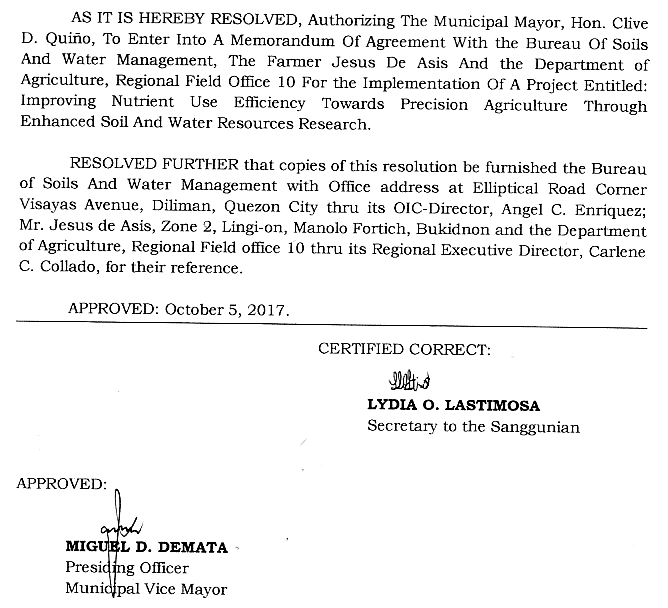 AS IT IS HEREBY RESOLVED, Authorizing The Municipal Mayor, Hon. Clive
D. Quiño, To Enter Into A Memorandum Of Agreement With the Bureau Of Soils
And Water Management, The Farmer Jesus De Asis And the Department of
Agriculture, Regional Field Office 10 For the Implementation Of A Project Entitled:
Improving Nutrient Use Efficiency Towards Precision Agriculture Through
Enhanced Soil And Water Resources Research.
RESOLVED FURTHER that copies of this resolution be furnished the Bureau
of Soils And Water Management with Office address at Elliptical Road Corner
Visayas Avenue, Diliman, Quezon City thru its OIC-Director, Angel C. Enriquez;
Mr. Jesus de Asis, Zone 2, Lingi-on, Manolo Fortich, Bukidnon and the Department
of Agriculture, Regional Field office 10 thru its Regional Executive Director, Carlene
C. Collado, for their reference.
APPROVED: October 5, 2017.
CERTIFIED CORRECT:
LYDIA O. LASTIMOSA
Secretary to the Sanggunian
APPROVED:
MIGUEL D. DEMATA
Presiding Officer
Municipal Vice Mayor